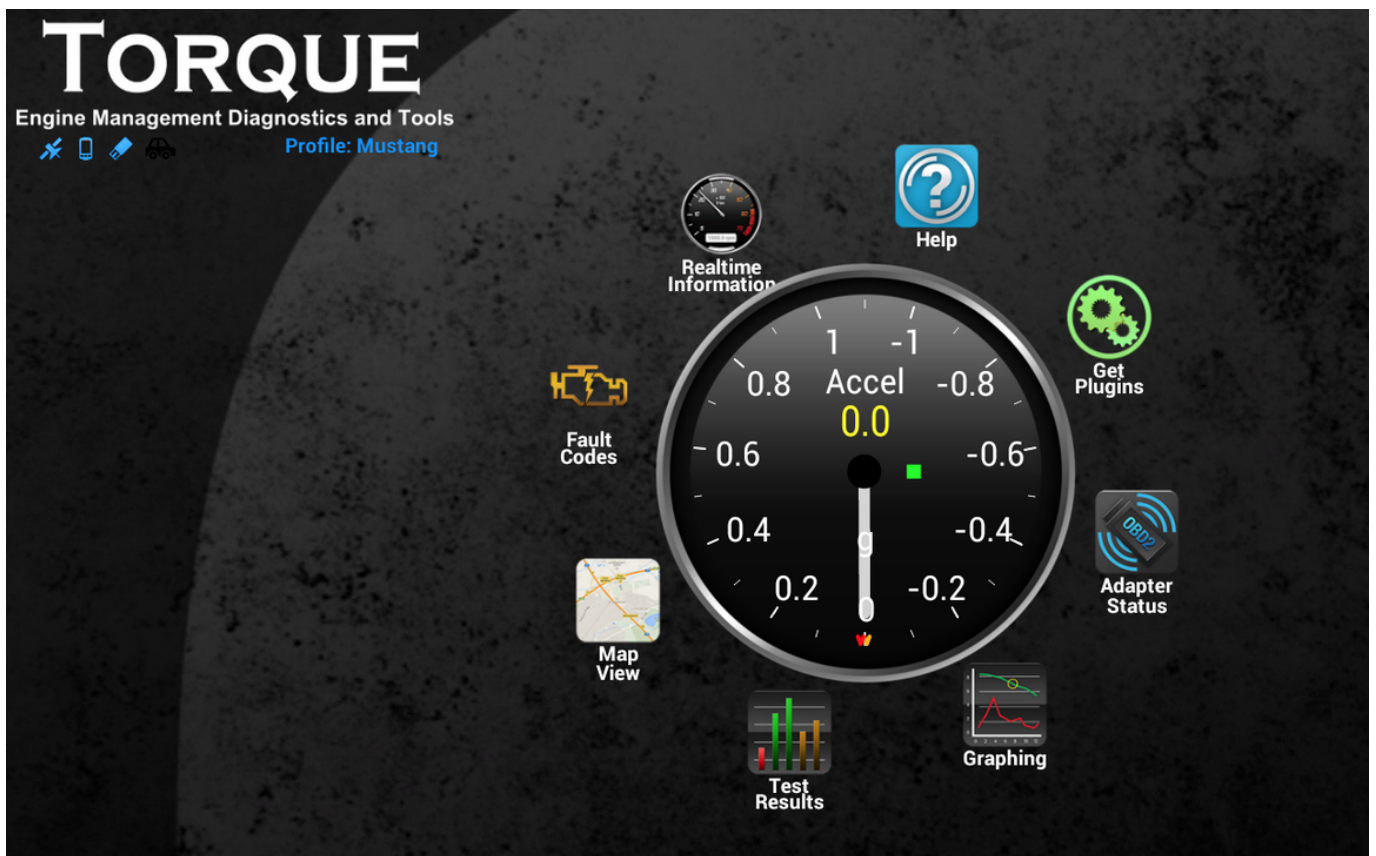 TORQUE
Engine Management Diagnostics and Tools
Profile: Mustang
Help
Realtime
Information
Get
Plugins
1 -1
0.8 Accel -0.8
0.0
0.6 -0.6
Fault
Codes
0.4 -0.4
g
OBD2
0.2 -0.2
0
Adapter
Status
Map
View
Graphing
Test
Results